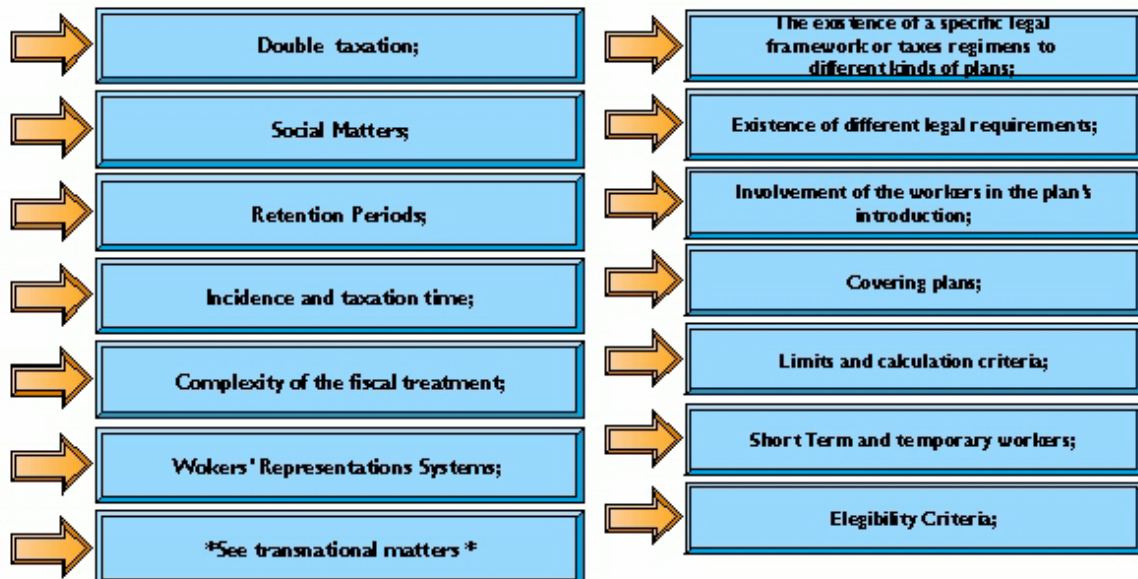 Double taxation;
Social Matters;
Retention Periods;
Incidence and taxation time;
Complexity of the fiscal treatment;
Wokers' Representations Systems;
*See transnational matters *
The existence of a specific legal
framework or taxes regimens to
different kinds of plans;
Existence of different legal requirements;
Involvement of the workers in the plan's
introduction;
Covering plans;
Limits and calculation criteria;
Short Term and temporary workers;
Elegibility Criteria;